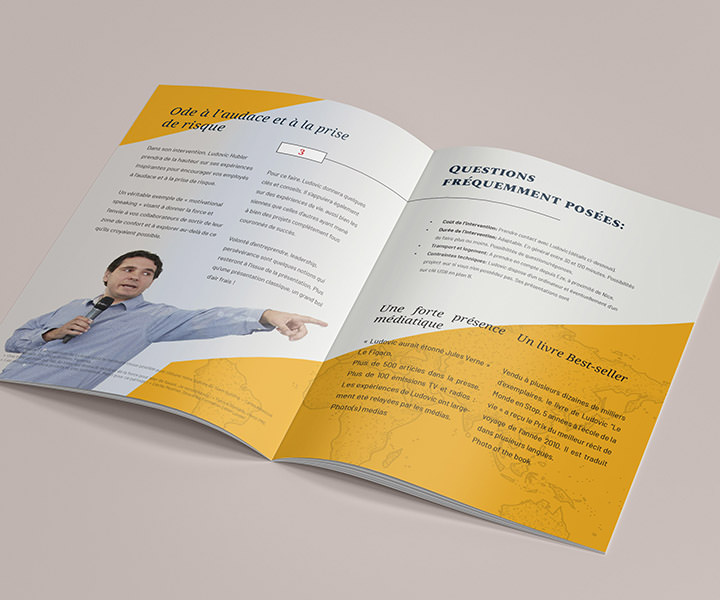 Ode à l'audace et à la prise
de risque
Dans son intervention, Ludovic Hubler
prendra de la hauteur sur ses expériences
inspirantes pour encourager vos employés
à l'audace et à la prise de risque.
Un véritable exemple de « motivational
speaking » visant à donner la force et
l'envie à vos collaborateurs de sortir de leur
zone de confort et à explorer au-delà de ce
qu'ils croyaient possible.
3
Pour ce faire, Ludovic donnera quelques
clés et conseils. Il s'appuiera également
sur des expériences du vie, aussi bien les
siennes que celles d'autres ayant mené
à bien des projets complètement fous
couronnés de succès.
Volonté d'entreprendre, leadership,
persévérance sont quelques notions qui
resteront à l'issue de la présentation. Plus
qu'une présentation classique, un grand bol
d'air frais !
QUESTIONS
FRÉQUEMMENT POSÉES:
• Coût de l'intervention: Prendre contact avec Ludovic (détails ci-dessous).
• Durée de l'intervention: Adaptable. En général entre 30 et 120 minutes. Possibilités
de faire plus ou moins. Possibilités de questions/réponses.
• Transport et logement: A prendre en compte depuis Eze, à proximité de Nice.
• Contraintes techniques: Ludovic dispose d'un ordinateur et éventuellement d'un
projecteur si vous n'en possédez pas. Ses présentations sont
sur clé USB en plan B.
Une forte présence
médiatique
« Ludovic aurait étonné Jules Verne »
Le Figaro.
Plus de 500 articles dans la presse,
Plus de 100 émissions TV et radios :
Les expériences de Ludovic ont large-
ment été relayées par les médias.
Photo(s) medias
Un livre Best-seller
Vendu à plusieurs dizaines de milliers
d'exemplaires, le livre de Ludovic "Le
Monde en Stop, 5 années à l'école de la
vie » a reçu le Prix du meilleur récit de
voyage de l'année 2010. Il est traduit
dans plusieurs langues.
Photo of the book